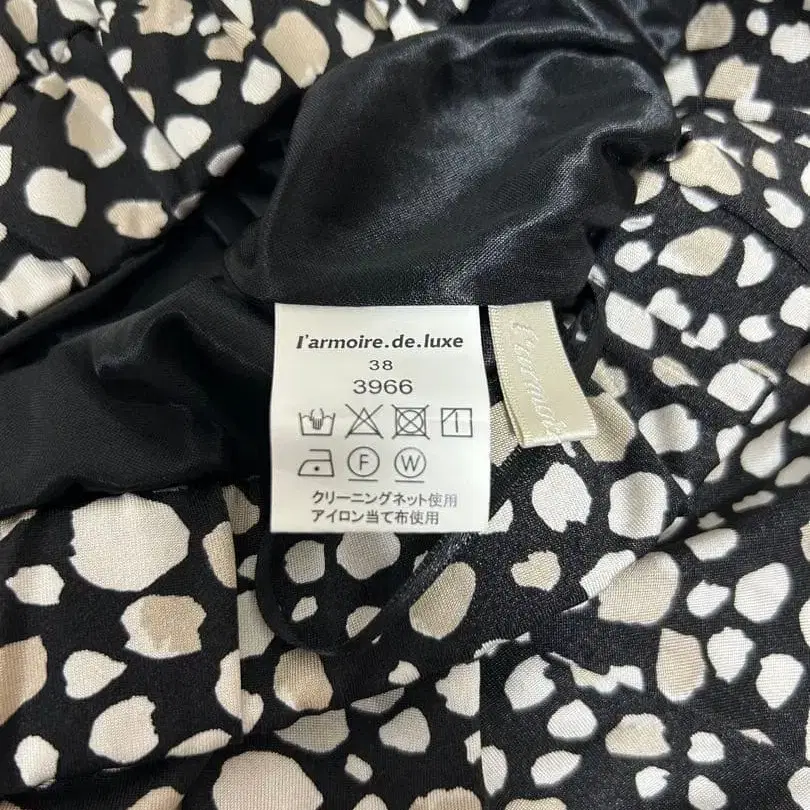 l'armoire.de.luxe
38
3966
F W
クリーニングネット使用
アイロン当て布使用
l'armoi